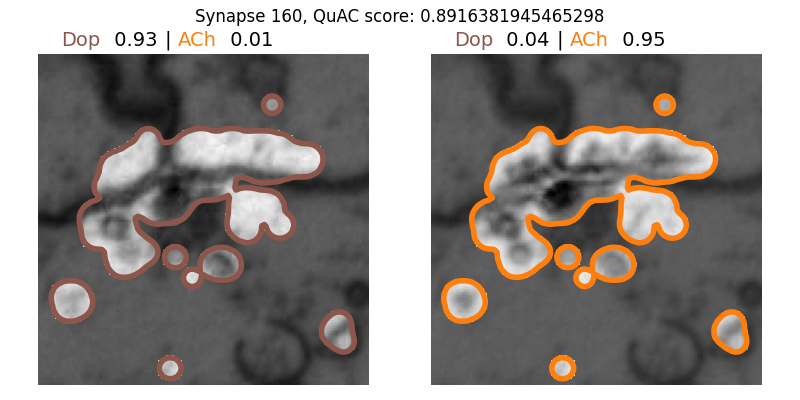 Synapse 160, QuAC score: 0.8916381945465298
Dop 0.93 | ACh 0.01
Dop 0.04 | ACh 0.95